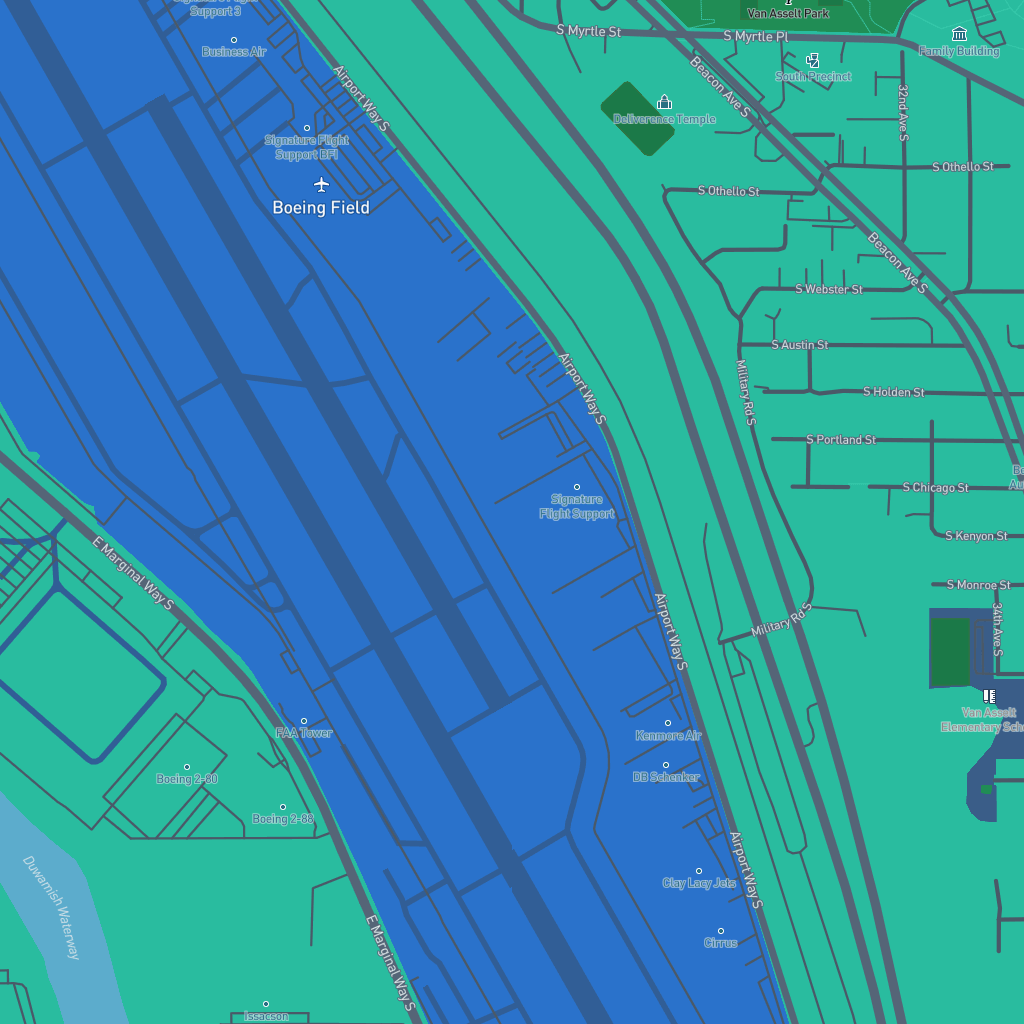 Signature Flight
Support 3
Business Air
Airport Way S
Signature Flight
Support BFI
Boeing Field
Van Asselt Park
S Myrtle St
S Myrtle Pl
Family Building
South Precinct
Beacon Ave S
32nd Ave S
Deliverence Temple
S Othello St
S Othello St
Beacon Ave S
S Webster St
S Austin St
Airport Way S
Military Rd S
S Holden St
S Portland St
Be
Au
S Chicago St
Signature
Flight Support
S Kenyon St
E Marginal Way S
S Monroe St
Airport Way S
Military Rd S
34th Ave S
Van Asselt
Elementary Scho
FAA Tower
Kenmore Air
Boeing 2-80
DB Schenker
Boeing 2-88
Airport Way S
Clay Lacy Jets
Duwamish Waterway
E Marginal Way S
Cirrus
Issacson